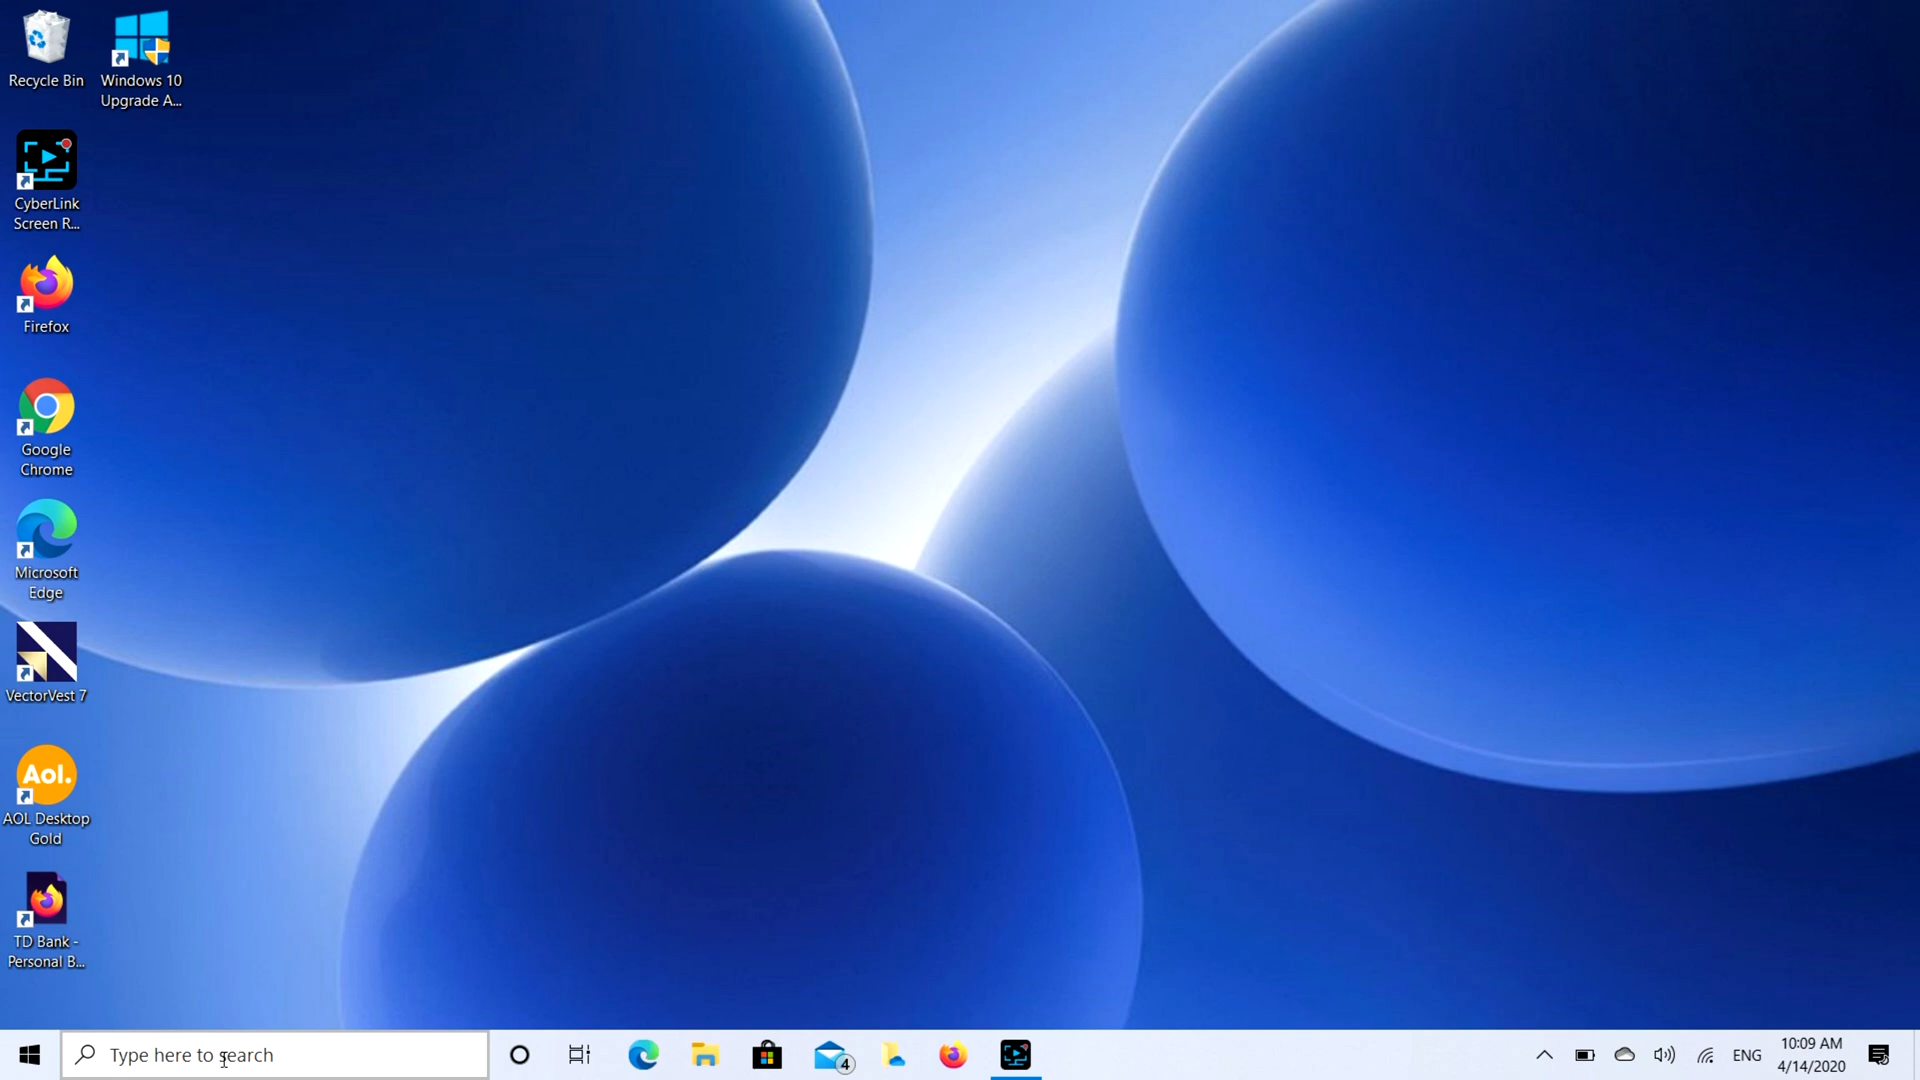 Recycle Bin
Windows 10
Upgrade A...
CyberLink
Screen R...
Firefox
Google
Chrome
Microsoft
Edge
VectorVest 7
Aol.
AOL Desktop
Gold
TD Bank -
Personal B...
Type here to search
4
ENG
10:09 AM
4/14/2020